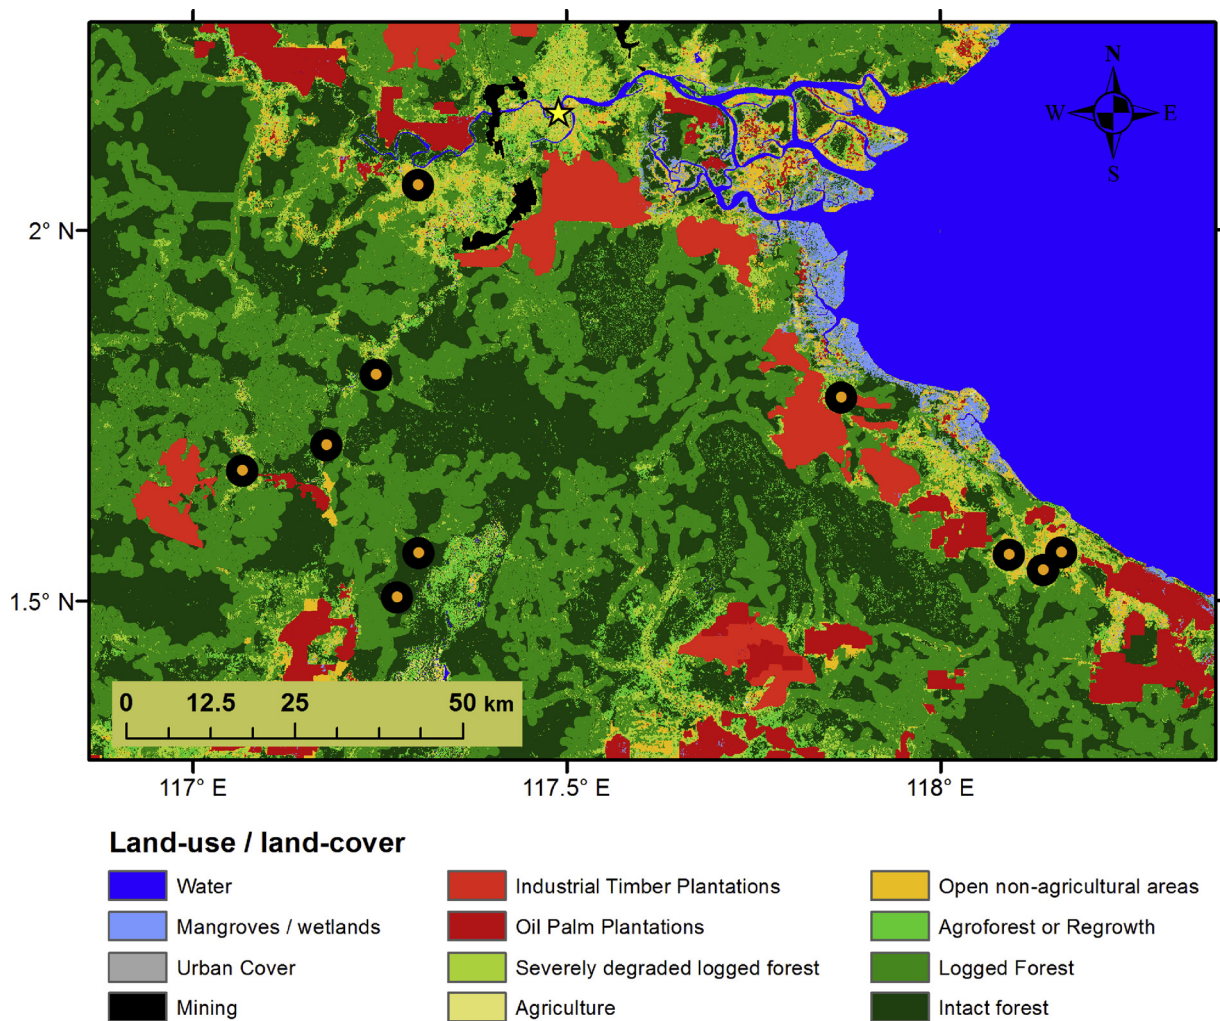 N
W E
S
2° N
1.5° N
0 12.5 25 50 km
117° E 117.5° E 118° E
Land-use / land-cover
Water Industrial Timber Plantations Open non-agricultural areas
Mangroves / wetlands Oil Palm Plantations Agroforest or Regrowth
Urban Cover Severely degraded logged forest Logged Forest
Mining Agriculture Intact forest